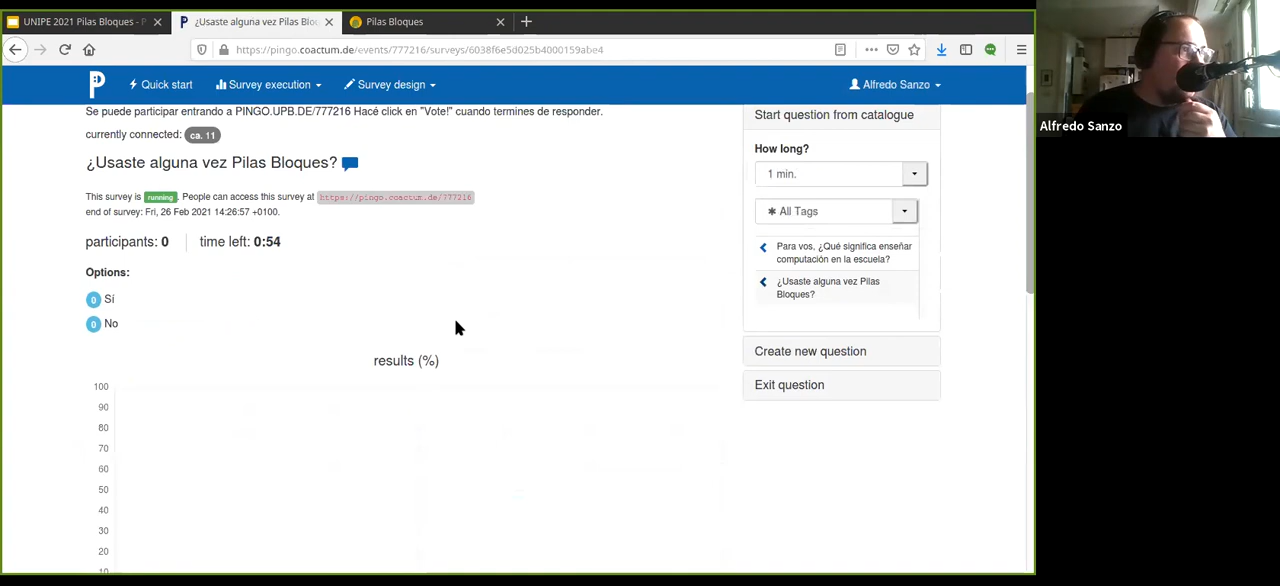 UNIPE 2021 Pilas Bloques - P
¿Usaste alguna vez Pilas Bloq
Pilas Bloques
https://pingo.coactum.de/events/777216/surveys/6038f6e5d025b4000159abe4
Quick start
Survey execution
Survey design
Alfredo Sanzo
Se puede participar entrando a PINGO.UPB.DE/777216 Hacé click en "Vote!" cuando termines de responder.
currently connected: ca. 11
¿Usaste alguna vez Pilas Bloques?
This survey is running. People can access this survey at https://pingo.coactum.de/777216
end of survey: Fri, 26 Feb 2021 14:26:57 +0100.
participants: 0 time left: 0:54
Options:
0 Sí
0 No
results (%)
100
90
80
70
60
50
40
30
20
10
Start question from catalogue
How long?
1 min.
✱ All Tags
Para vos, ¿Qué significa enseñar
computación en la escuela?
¿Usaste alguna vez Pilas
Bloques?
Create new question
Exit question
Alfredo Sanzo